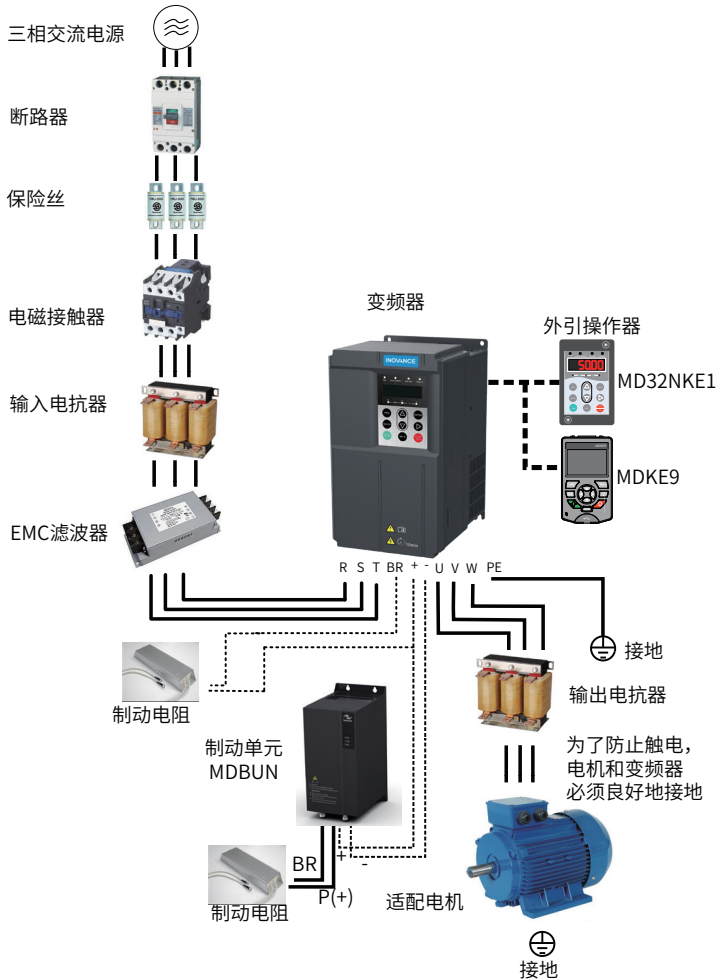 三相交流电源
断路器
保险丝
电磁接触器
输入电抗器
EMC滤波器
变频器
INOVANCE
外引操作器
50.00
MD32NKE1
MDKE9
R S T BR + - U V W PE
接地
制动电阻
制动单元
MDBUN
输出电抗器
为了防止触电，
电机和变频器
必须良好地接地
BR
+
-
P(+)
制动电阻
适配电机
接地